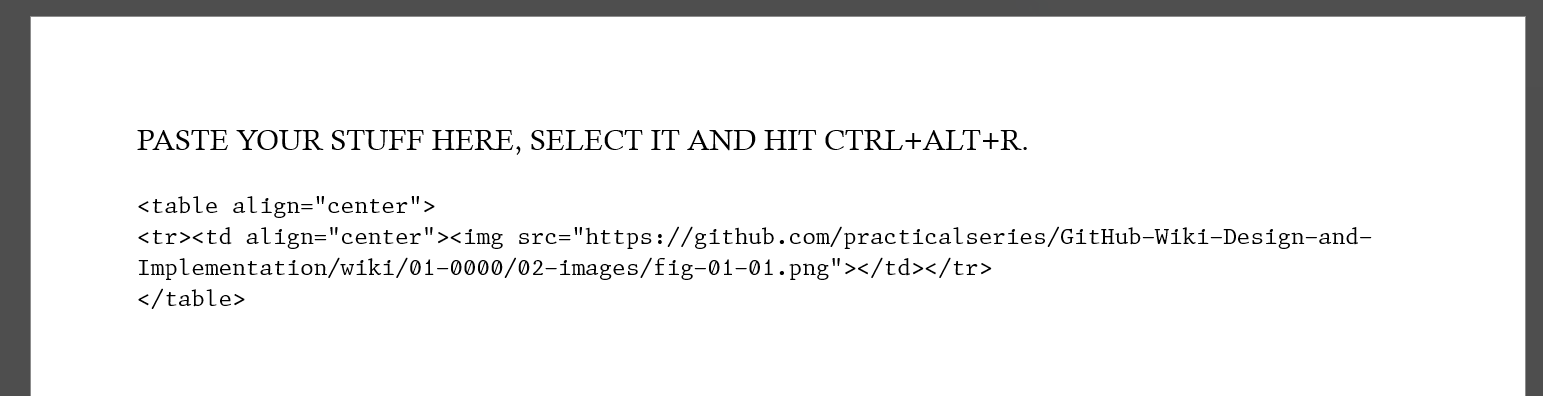 PASTE YOUR STUFF HERE, SELECT IT AND HIT CTRL+ALT+R.
<table align="center">
<tr><td align="center"><img src="https://github.com/practicalseries/GitHub-Wiki-Design-and-
Implementation/wiki/01-0000/02-images/fig-01-01.png"></td></tr>
</table>